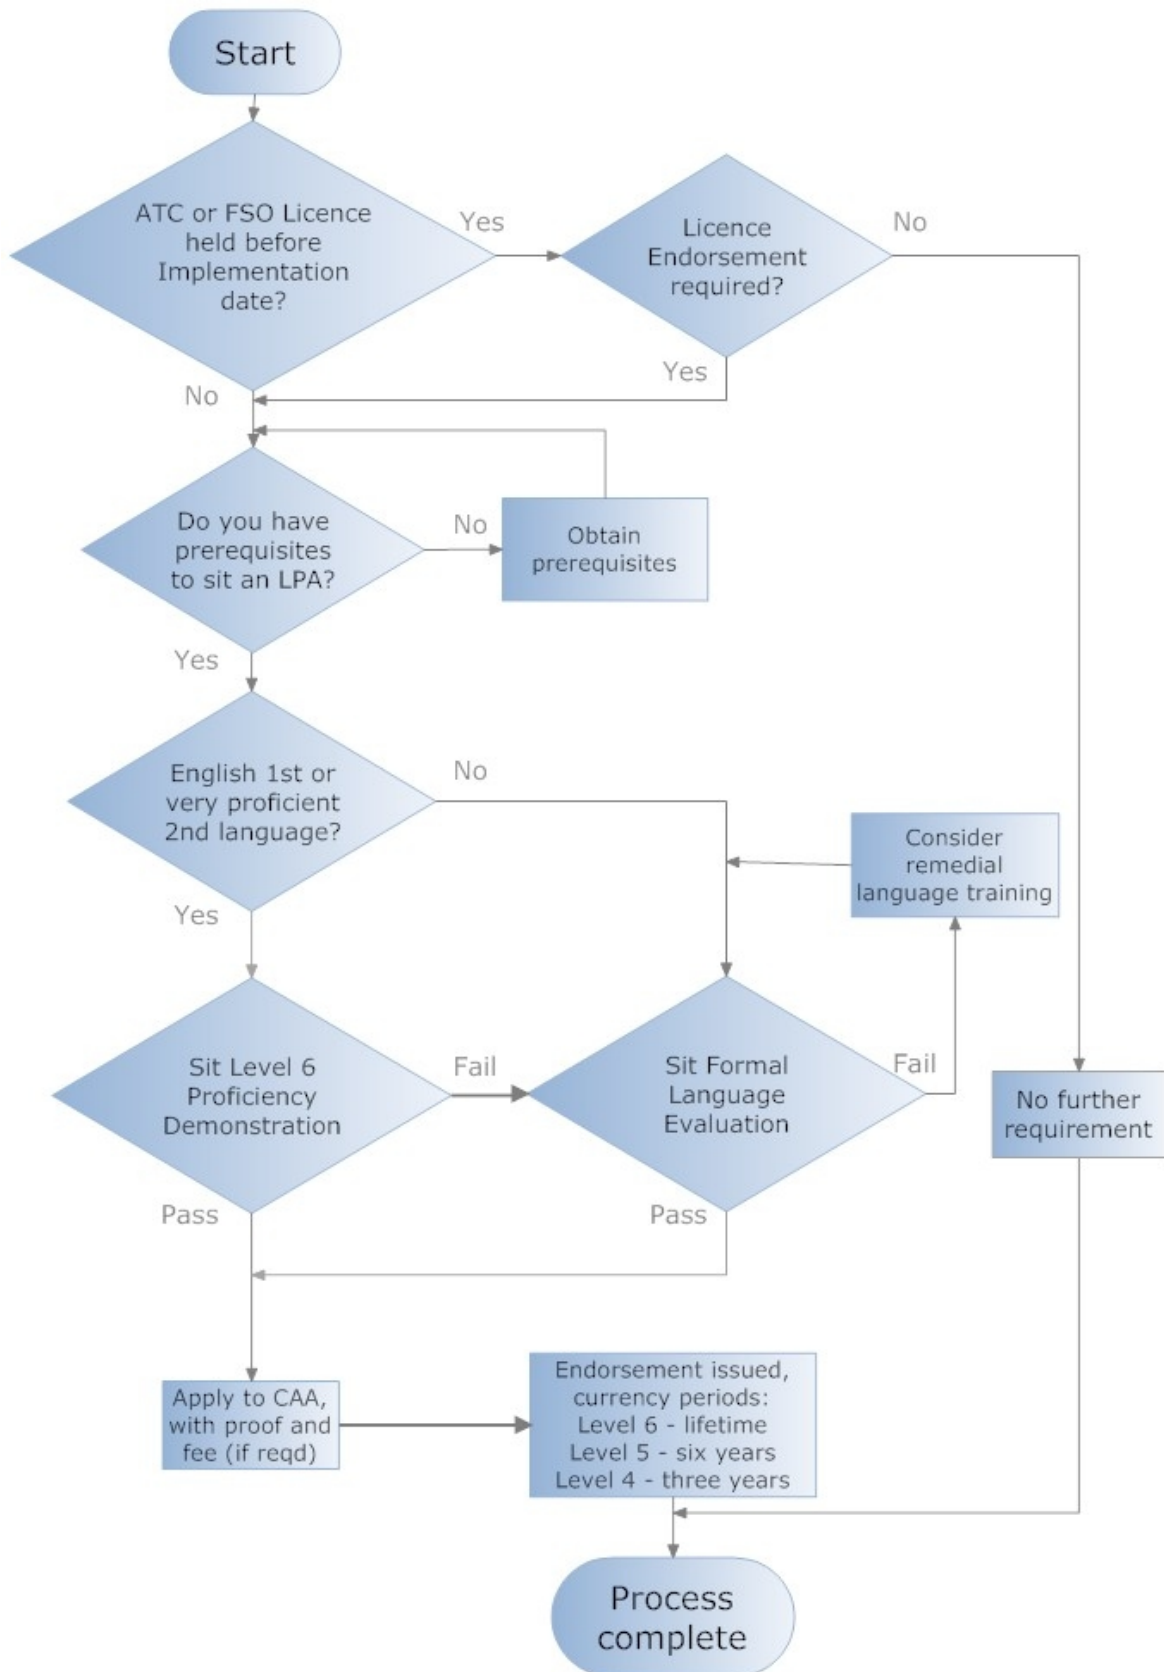 Start
ATC or FSO Licence
held before
Implementation
date?
Yes
Licence
Endorsement
required?
No
Yes
No
Do you have
prerequisites
to sit an LPA?
No
Obtain
prerequisites
Yes
English 1st or
very proficient
2nd language?
No
Consider
remedial
language training
Yes
Sit Level 6
Proficiency
Demonstration
Fail
Sit Formal
Language
Evaluation
Fail
No further
requirement
Pass
Pass
Apply to CAA,
with proof and
fee (if reqd)
Endorsement issued,
currency periods:
Level 6 - lifetime
Level 5 - six years
Level 4 - three years
Process
complete